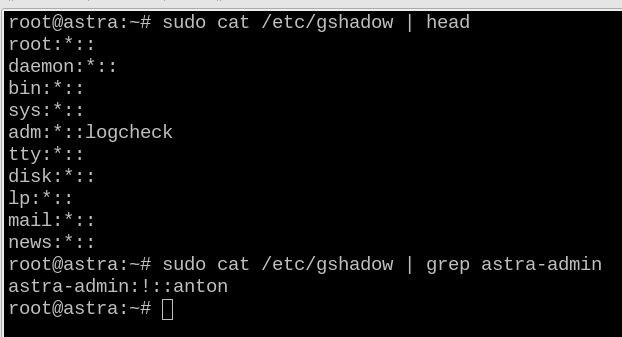 root@astra:~# sudo cat /etc/gshadow | head
root:*::
daemon:*::
bin:*::
sys:*::
adm:*::logcheck
tty:*::
disk:*::
lp:*::
mail:*::
news:*::
root@astra:~# sudo cat /etc/gshadow | grep astra-admin
astra-admin:!::anton
root@astra:~#